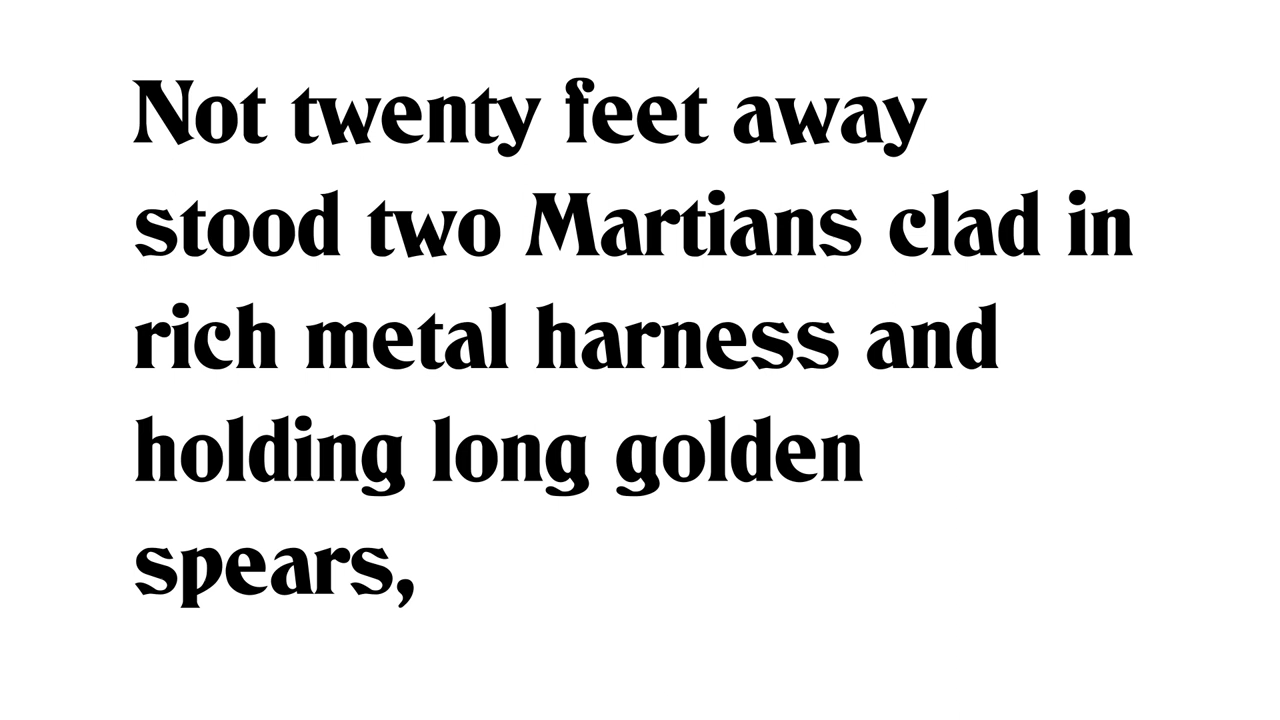 Not twenty feet away
stood two Martians clad in
rich metal harness and
holding long golden
spears,